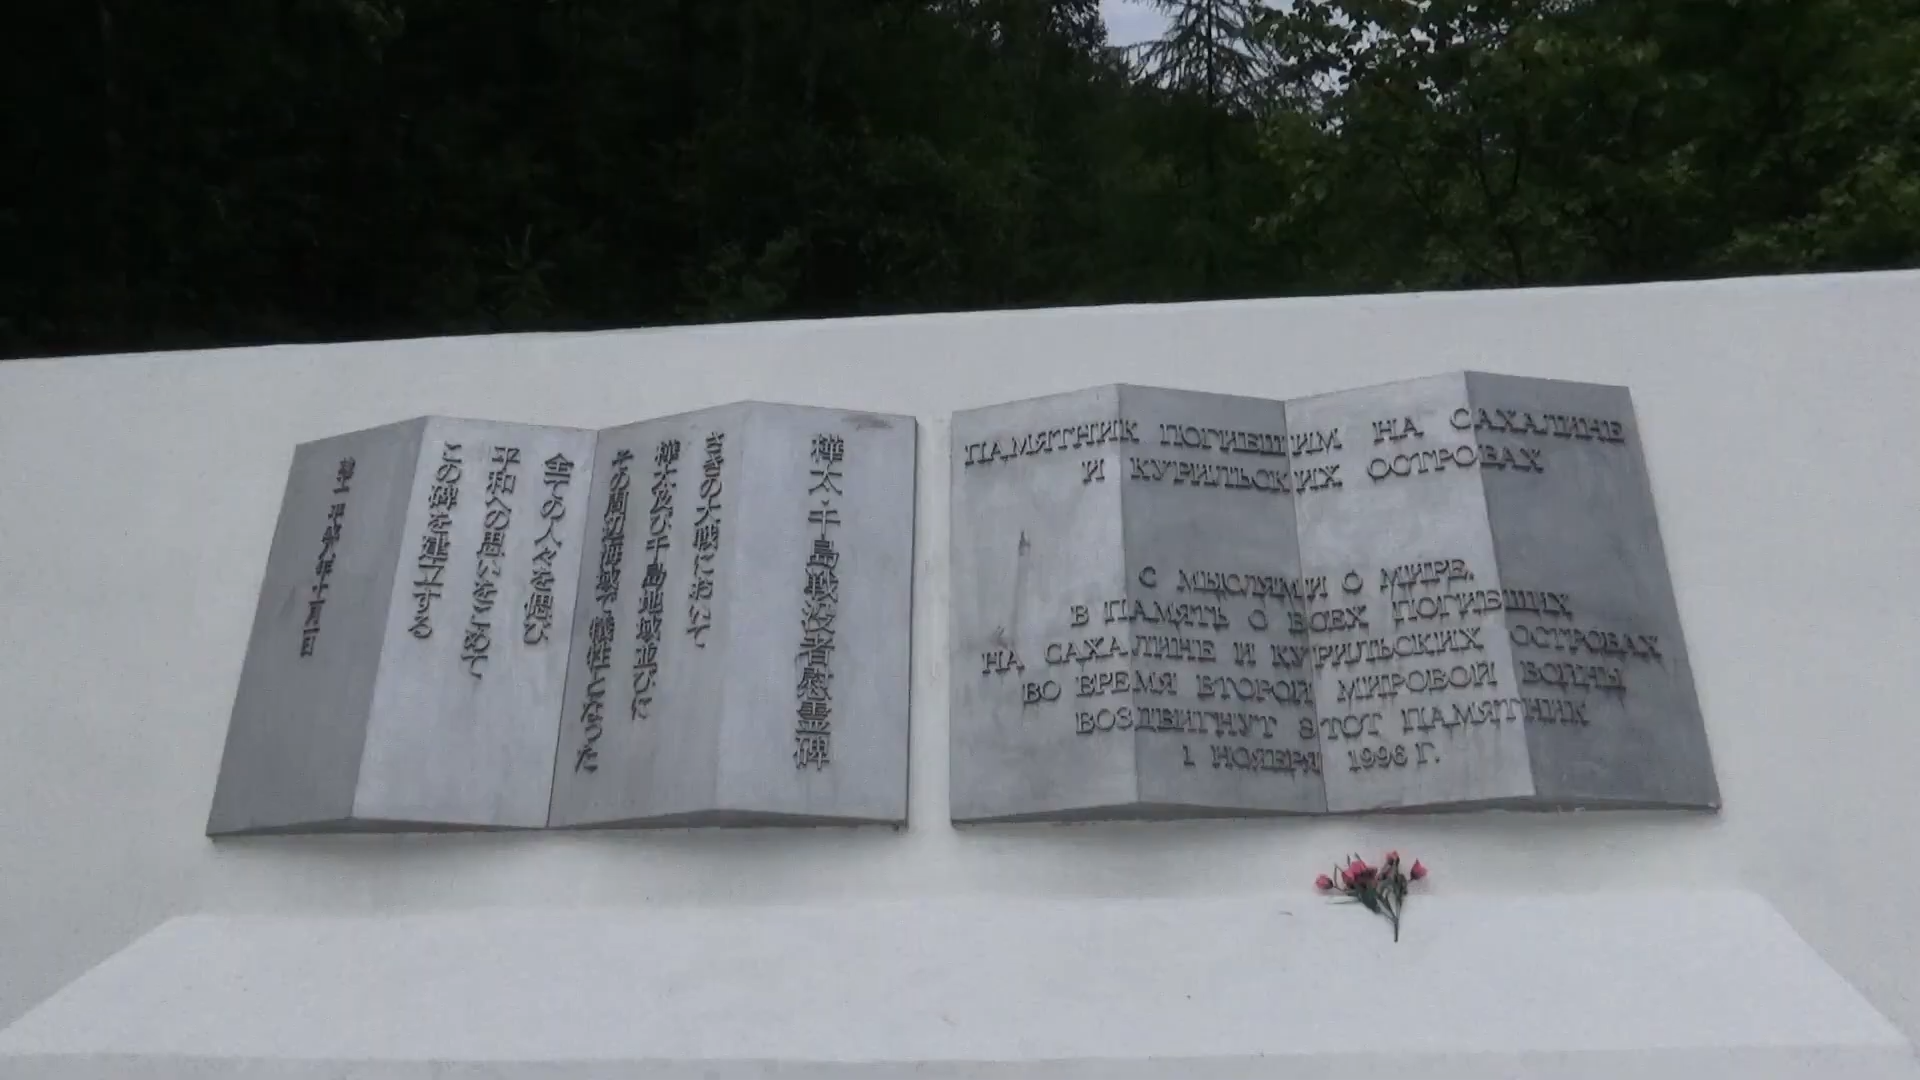 樺太・千島戦没者慰霊碑
さきの大戦において
樺太及び千島地域並びに
その周辺海域で犠牲となった
全ての人々を偲び
平和への思いをこめて
この碑を建立する
竣工 平成八年十一月一日
ПАМЯТНИК ПОГИБШИМ НА САХАЛИНЕ
И КУРИЛЬСКИХ ОСТРОВАХ
С МЫСЛЯМИ О МИРЕ,
В ПАМЯТЬ О ВСЕХ ПОГИБШИХ
НА САХАЛИНЕ И КУРИЛЬСКИХ ОСТРОВАХ
ВО ВРЕМЯ ВТОРОЙ МИРОВОЙ ВОЙНЫ
ВОЗДВИГНУТ ЭТОТ ПАМЯТНИК
1 НОЯБРЯ 1996 Г.